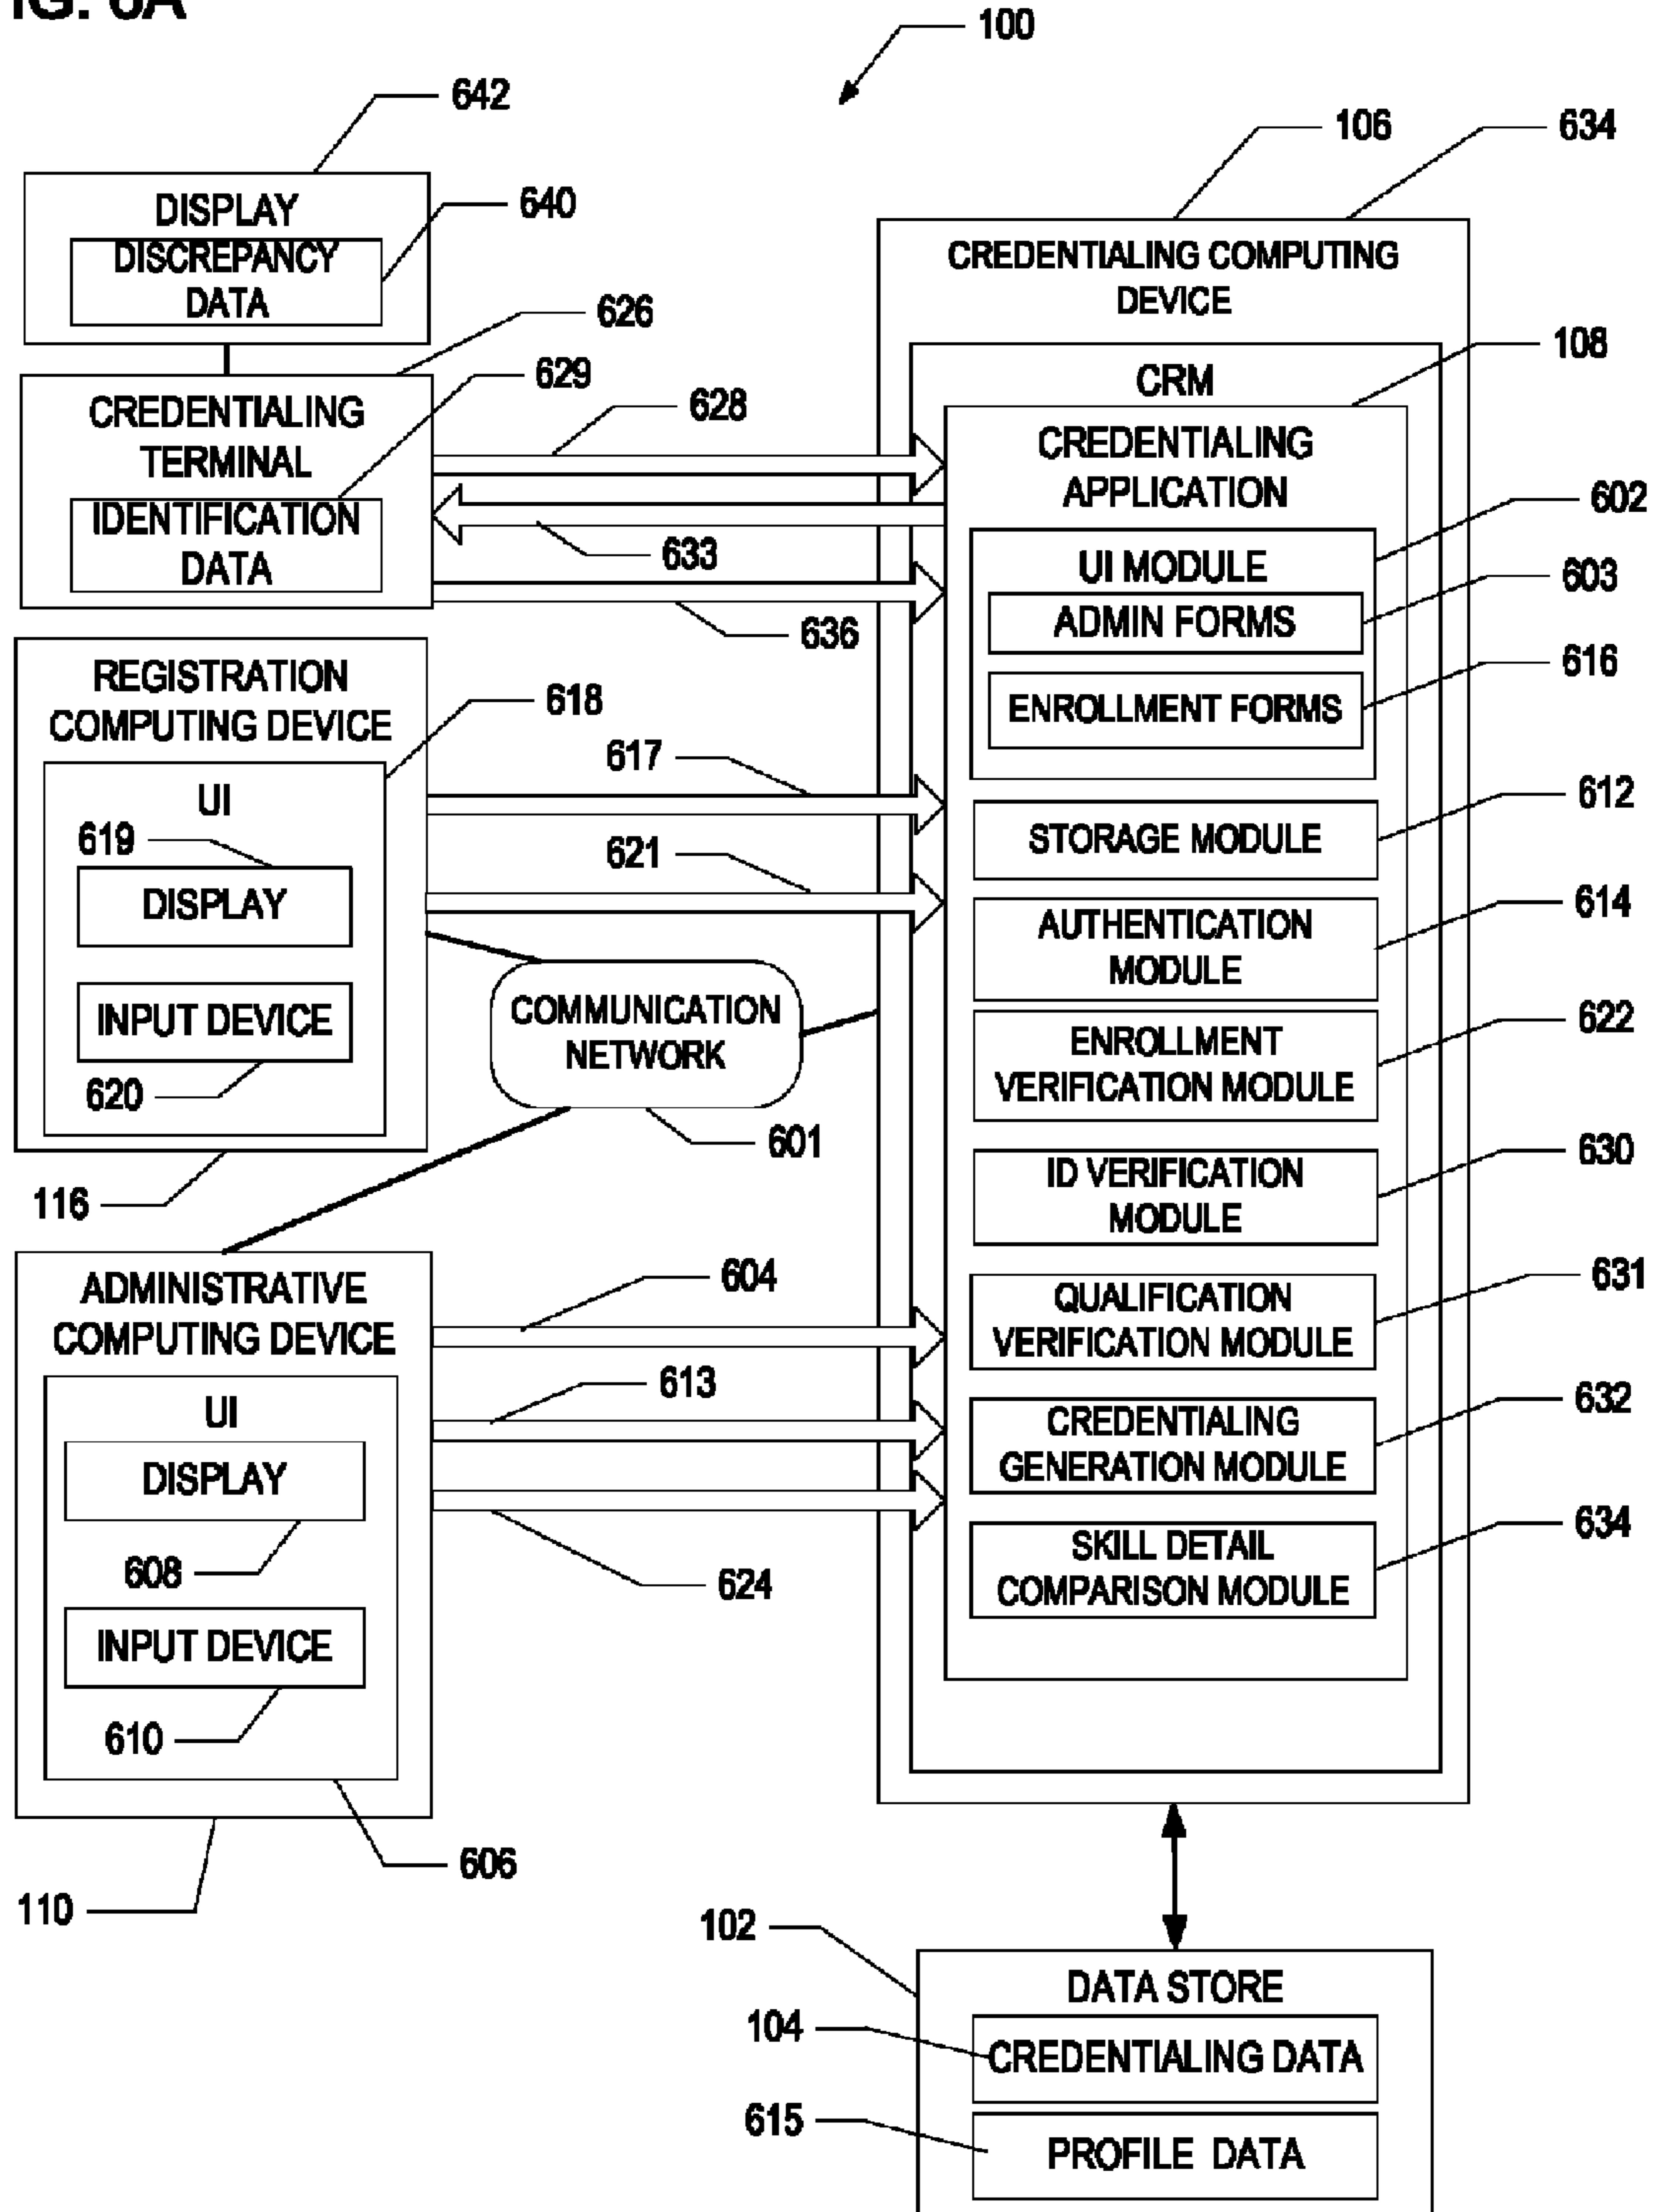 IG. 6A
100
642
106
634
DISPLAY
640
DISCREPANCY
DATA
CREDENTIALING COMPUTING
DEVICE
626
108
629
CRM
CREDENTIALING
TERMINAL
628
CREDENTIALING
APPLICATION
602
IDENTIFICATION
DATA
633
UI MODULE
603
ADMIN FORMS
636
616
REGISTRATION
COMPUTING DEVICE
618
ENROLLMENT FORMS
617
612
UI
619
STORAGE MODULE
621
DISPLAY
614
AUTHENTICATION
MODULE
INPUT DEVICE
COMMUNICATION
NETWORK
622
ENROLLMENT
VERIFICATION MODULE
620
601
630
ID VERIFICATION
MODULE
116
604
631
ADMINISTRATIVE
COMPUTING DEVICE
QUALIFICATION
VERIFICATION MODULE
613
632
UI
CREDENTIALING
GENERATION MODULE
DISPLAY
634
SKILL DETAIL
COMPARISON MODULE
608
624
INPUT DEVICE
610
606
110
102
DATA STORE
104
CREDENTIALING DATA
615
PROFILE DATA